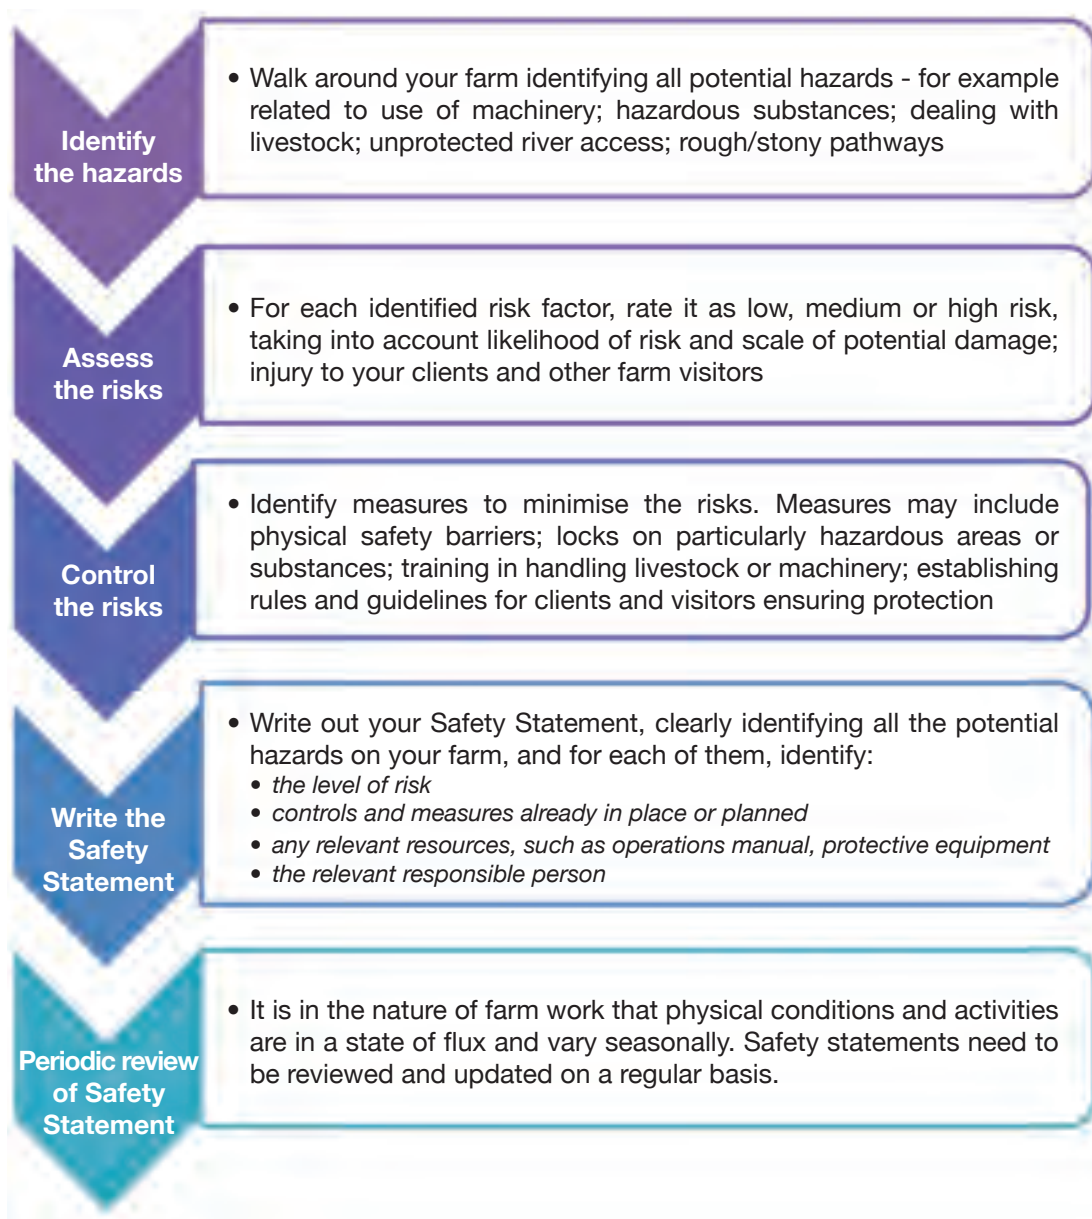 Identify
the hazards
• Walk around your farm identifying all potential hazards - for example
related to use of machinery; hazardous substances; dealing with
livestock; unprotected river access; rough/stony pathways
Assess
the risks
• For each identified risk factor, rate it as low, medium or high risk,
taking into account likelihood of risk and scale of potential damage;
injury to your clients and other farm visitors
Control
the risks
• Identify measures to minimise the risks. Measures may include
physical safety barriers; locks on particularly hazardous areas or
substances; training in handling livestock or machinery; establishing
rules and guidelines for clients and visitors ensuring protection
Write the
Safety
Statement
• Write out your Safety Statement, clearly identifying all the potential
hazards on your farm, and for each of them, identify:
• the level of risk
• controls and measures already in place or planned
• any relevant resources, such as operations manual, protective equipment
• the relevant responsible person
Periodic review
of Safety
Statement
• It is in the nature of farm work that physical conditions and activities
are in a state of flux and vary seasonally. Safety statements need to
be reviewed and updated on a regular basis.